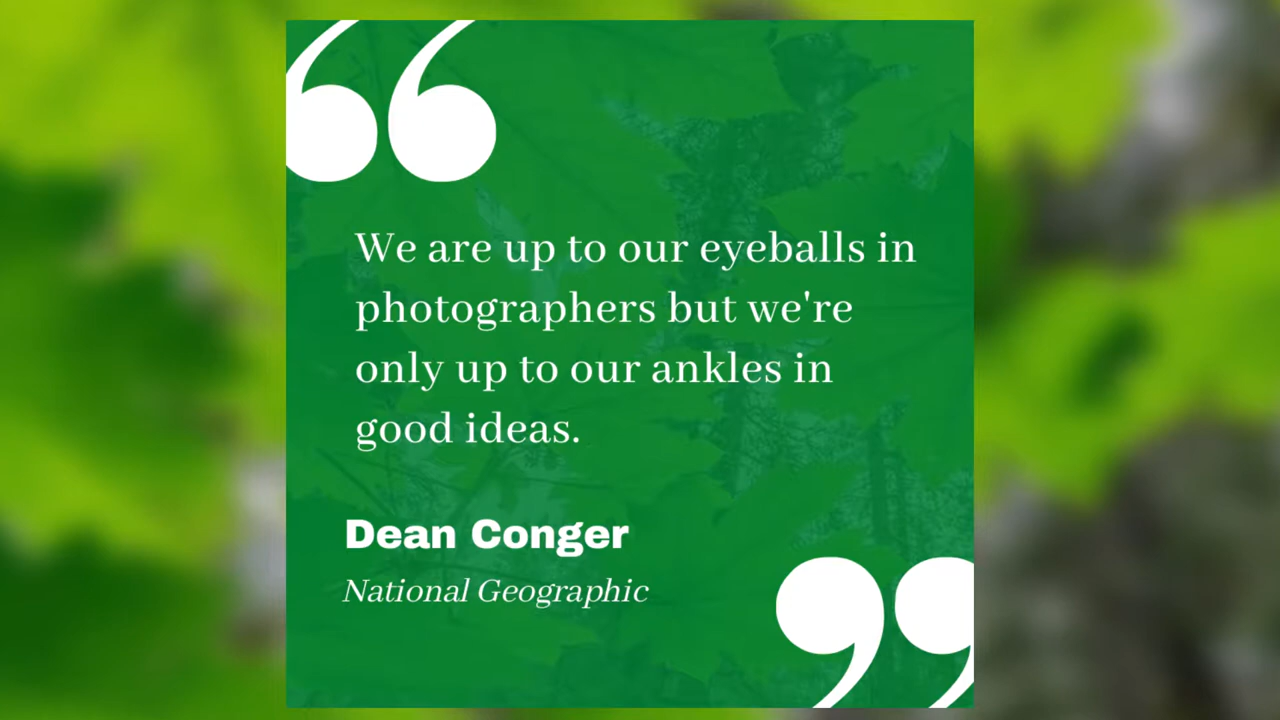 We are up to our eyeballs in
photographers but we're
only up to our ankles in
good ideas.
Dean Conger
National Geographic